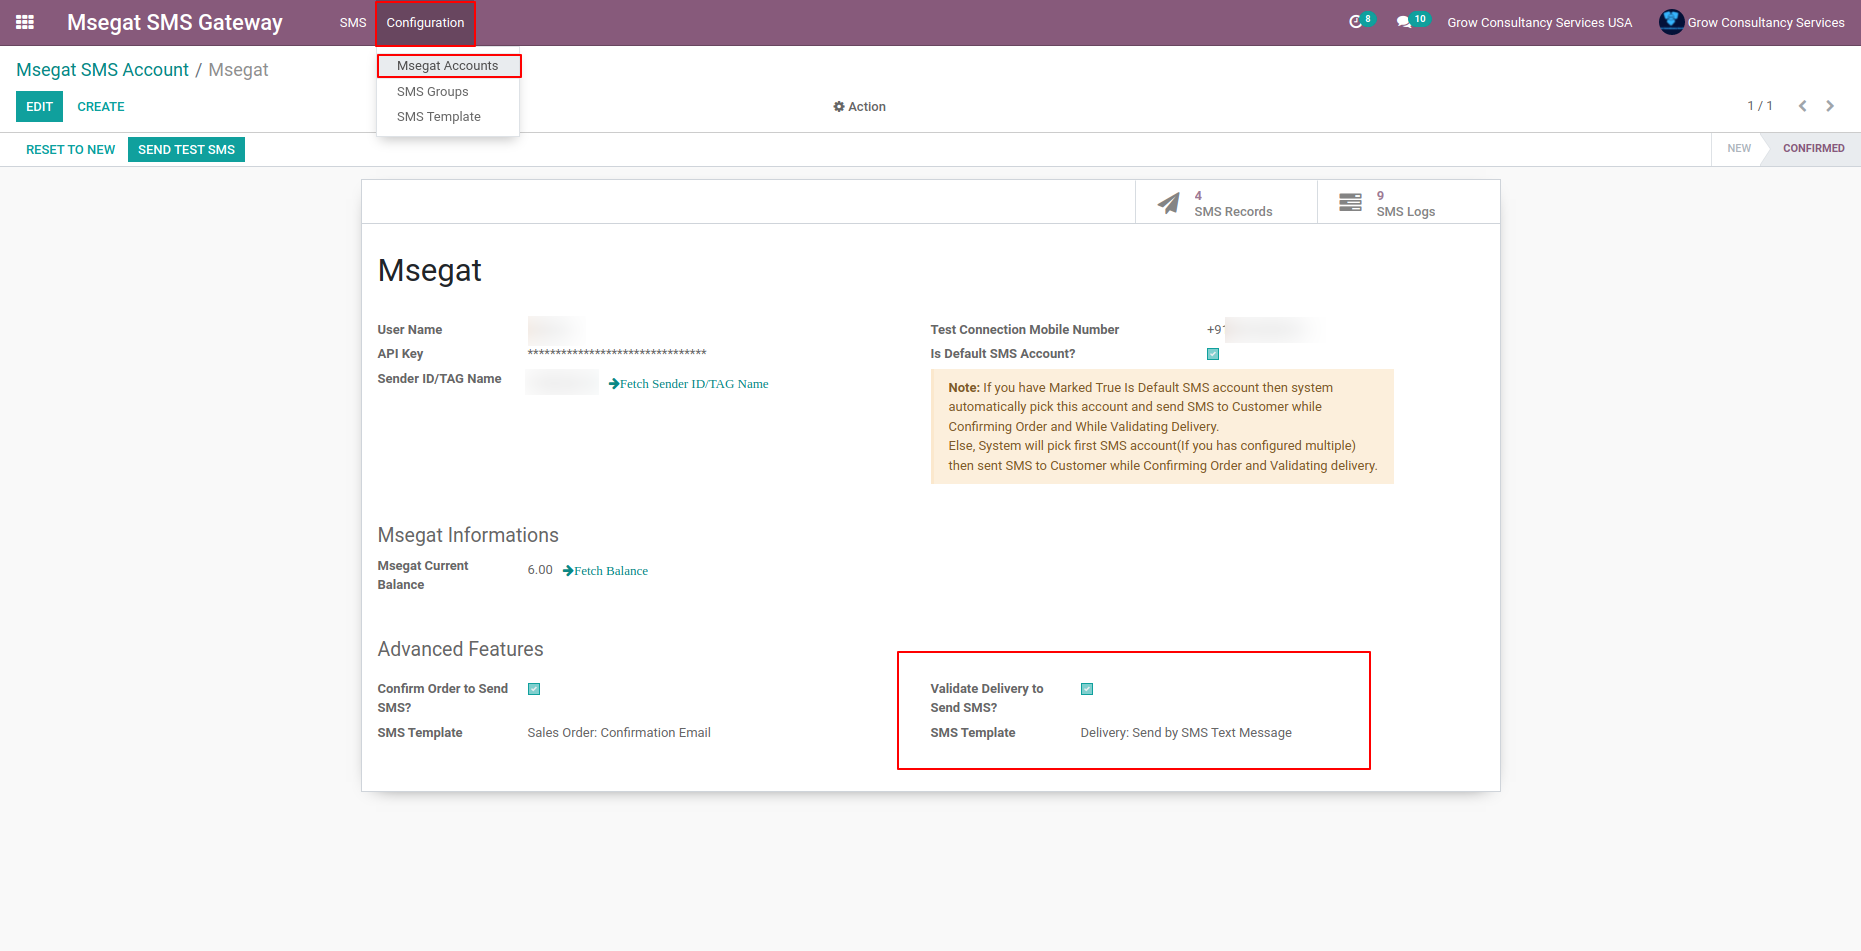 Msegat SMS Gateway
SMS
Configuration
8
10
Grow Consultancy Services USA
Grow Consultancy Services
Msegat SMS Account / Msegat
Msegat Accounts
SMS Groups
SMS Template
EDIT
CREATE
Action
1 / 1
RESET TO NEW
SEND TEST SMS
NEW
CONFIRMED
4
SMS Records
9
SMS Logs
Msegat
User Name
API Key
********************************
Sender ID/TAG Name
Fetch Sender ID/TAG Name
Test Connection Mobile Number
+91
Is Default SMS Account?
Note: If you have Marked True Is Default SMS account then system
automatically pick this account and send SMS to Customer while
Confirming Order and While Validating Delivery.
Else, System will pick first SMS account(If you has configured multiple)
then sent SMS to Customer while Confirming Order and Validating delivery.
Msegat Informations
Msegat Current
Balance
6.00
Fetch Balance
Advanced Features
Confirm Order to Send
SMS?
SMS Template
Sales Order: Confirmation Email
Validate Delivery to
Send SMS?
SMS Template
Delivery: Send by SMS Text Message